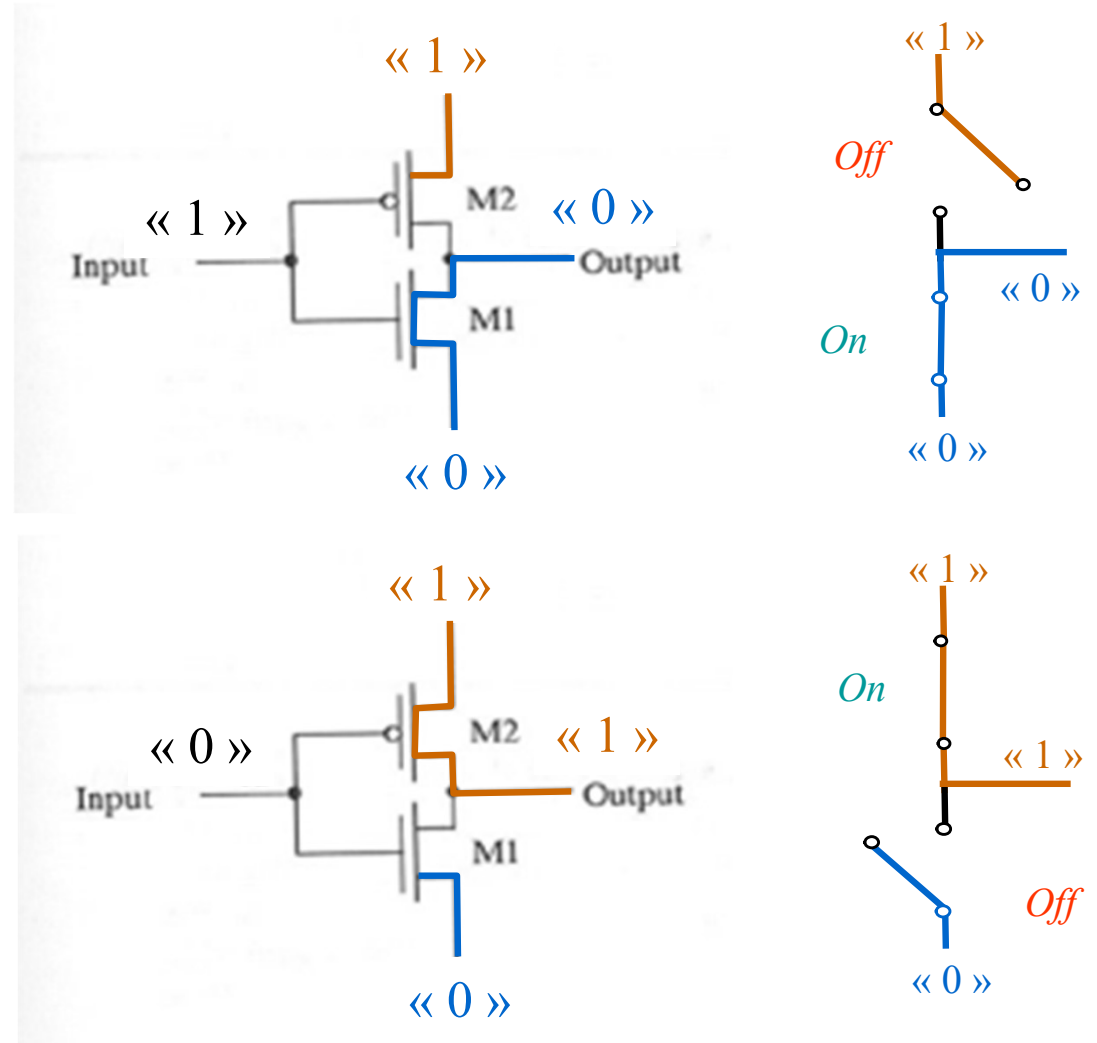 « 1 »
« 1 »
Off
M2
« 0 »
« 1 »
Input
Output
« 0 »
M1
On
« 0 »
« 0 »
« 1 »
« 1 »
On
M2
« 1 »
« 0 »
« 1 »
Input
Output
M1
Off
« 0 »
« 0 »